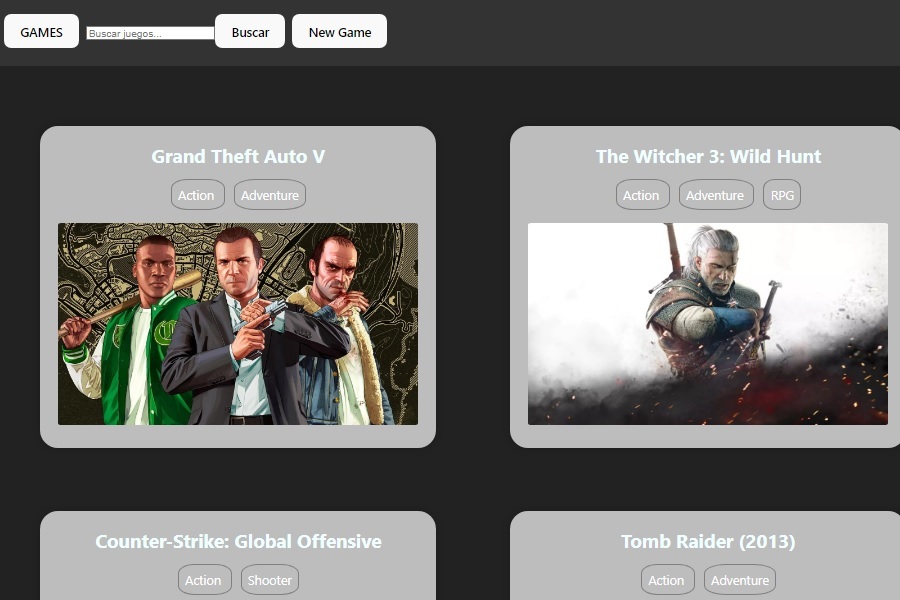 GAMES Buscar juegos... Buscar New Game
Grand Theft Auto V
Action Adventure
The Witcher 3: Wild Hunt
Action Adventure RPG
Counter-Strike: Global Offensive
Action Shooter
Tomb Raider (2013)
Action Adventure